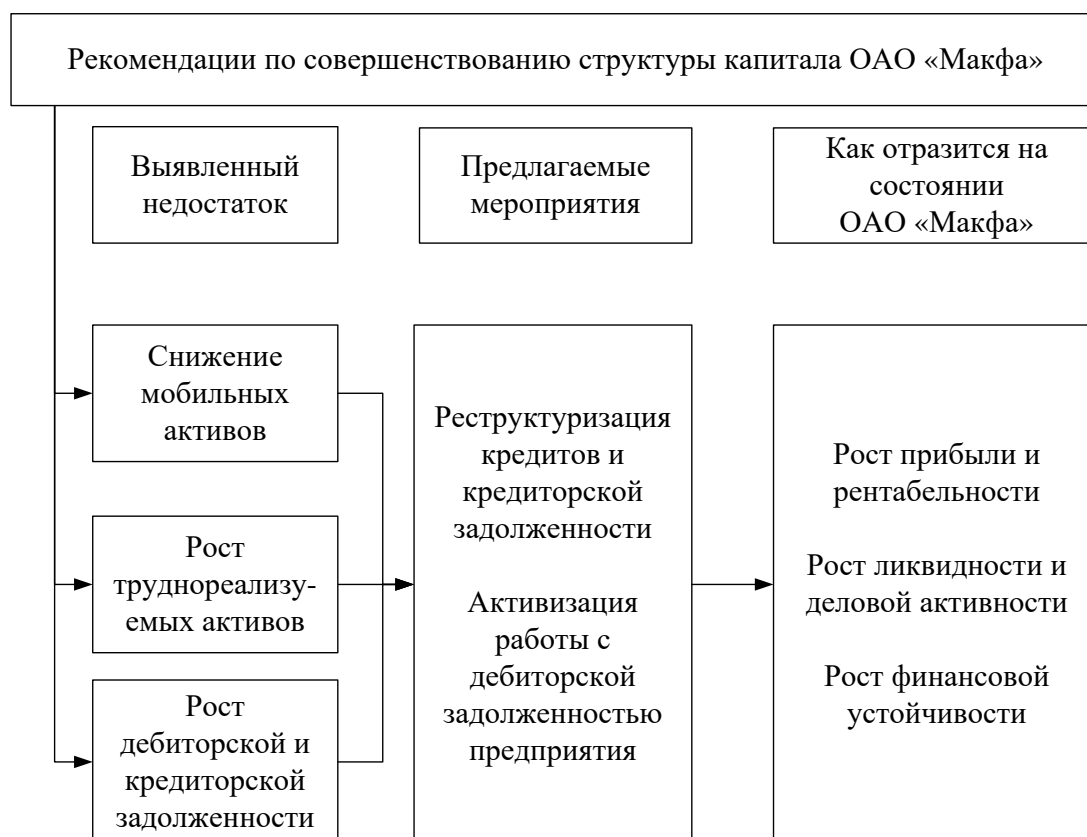 Рекомендации по совершенствованию структуры капитала ОАО «Макфа»
Выявленный
недостаток
Предлагаемые
мероприятия
Как отразится на
состоянии
ОАО «Макфа»
Снижение
мобильных
активов
Рост
труднореализу-
емых активов
Рост
дебиторской и
кредиторской
задолженности
Реструктуризация
кредитов и
кредиторской
задолженности
Активизация
работы с
дебиторской
задолженностью
предприятия
Рост прибыли и
рентабельности
Рост ликвидности и
деловой активности
Рост финансовой
устойчивости